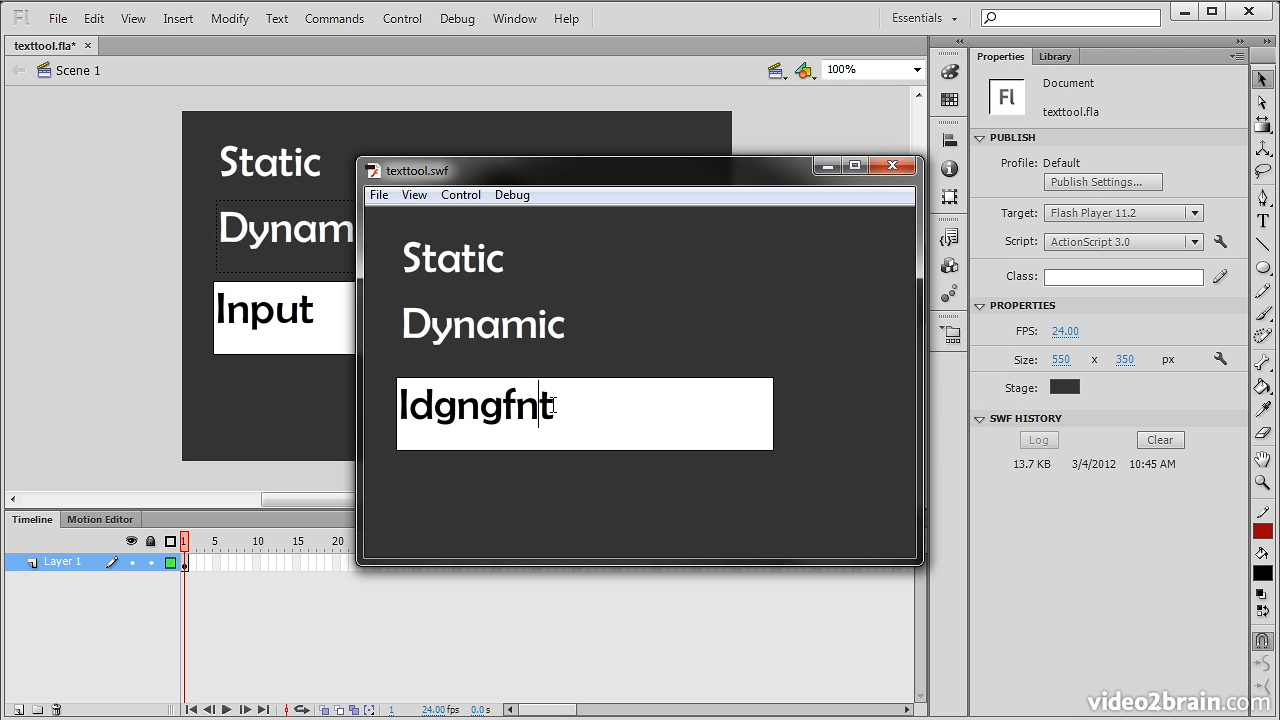 Fl File Edit View Insert Modify Text Commands Control Debug Window Help Essentials
texttool.fla*
Scene 1 100%
Static
Dynam
Input
texttool.swf
File View Control Debug
Static
Dynamic
ldgngfnt
Properties Library
Fl
Document
texttool.fla
PUBLISH
Profile: Default
Publish Settings...
Target: Flash Player 11.2
Script: ActionScript 3.0
Class:
PROPERTIES
FPS: 24.00
Size: 550 x 350 px
Stage:
SWF HISTORY
Log Clear
13.7 KB 3/4/2012 10:45 AM
Timeline Motion Editor
1 5 10 15 20
Layer 1
1 24.00 fps 0.0 s
video2brain.com